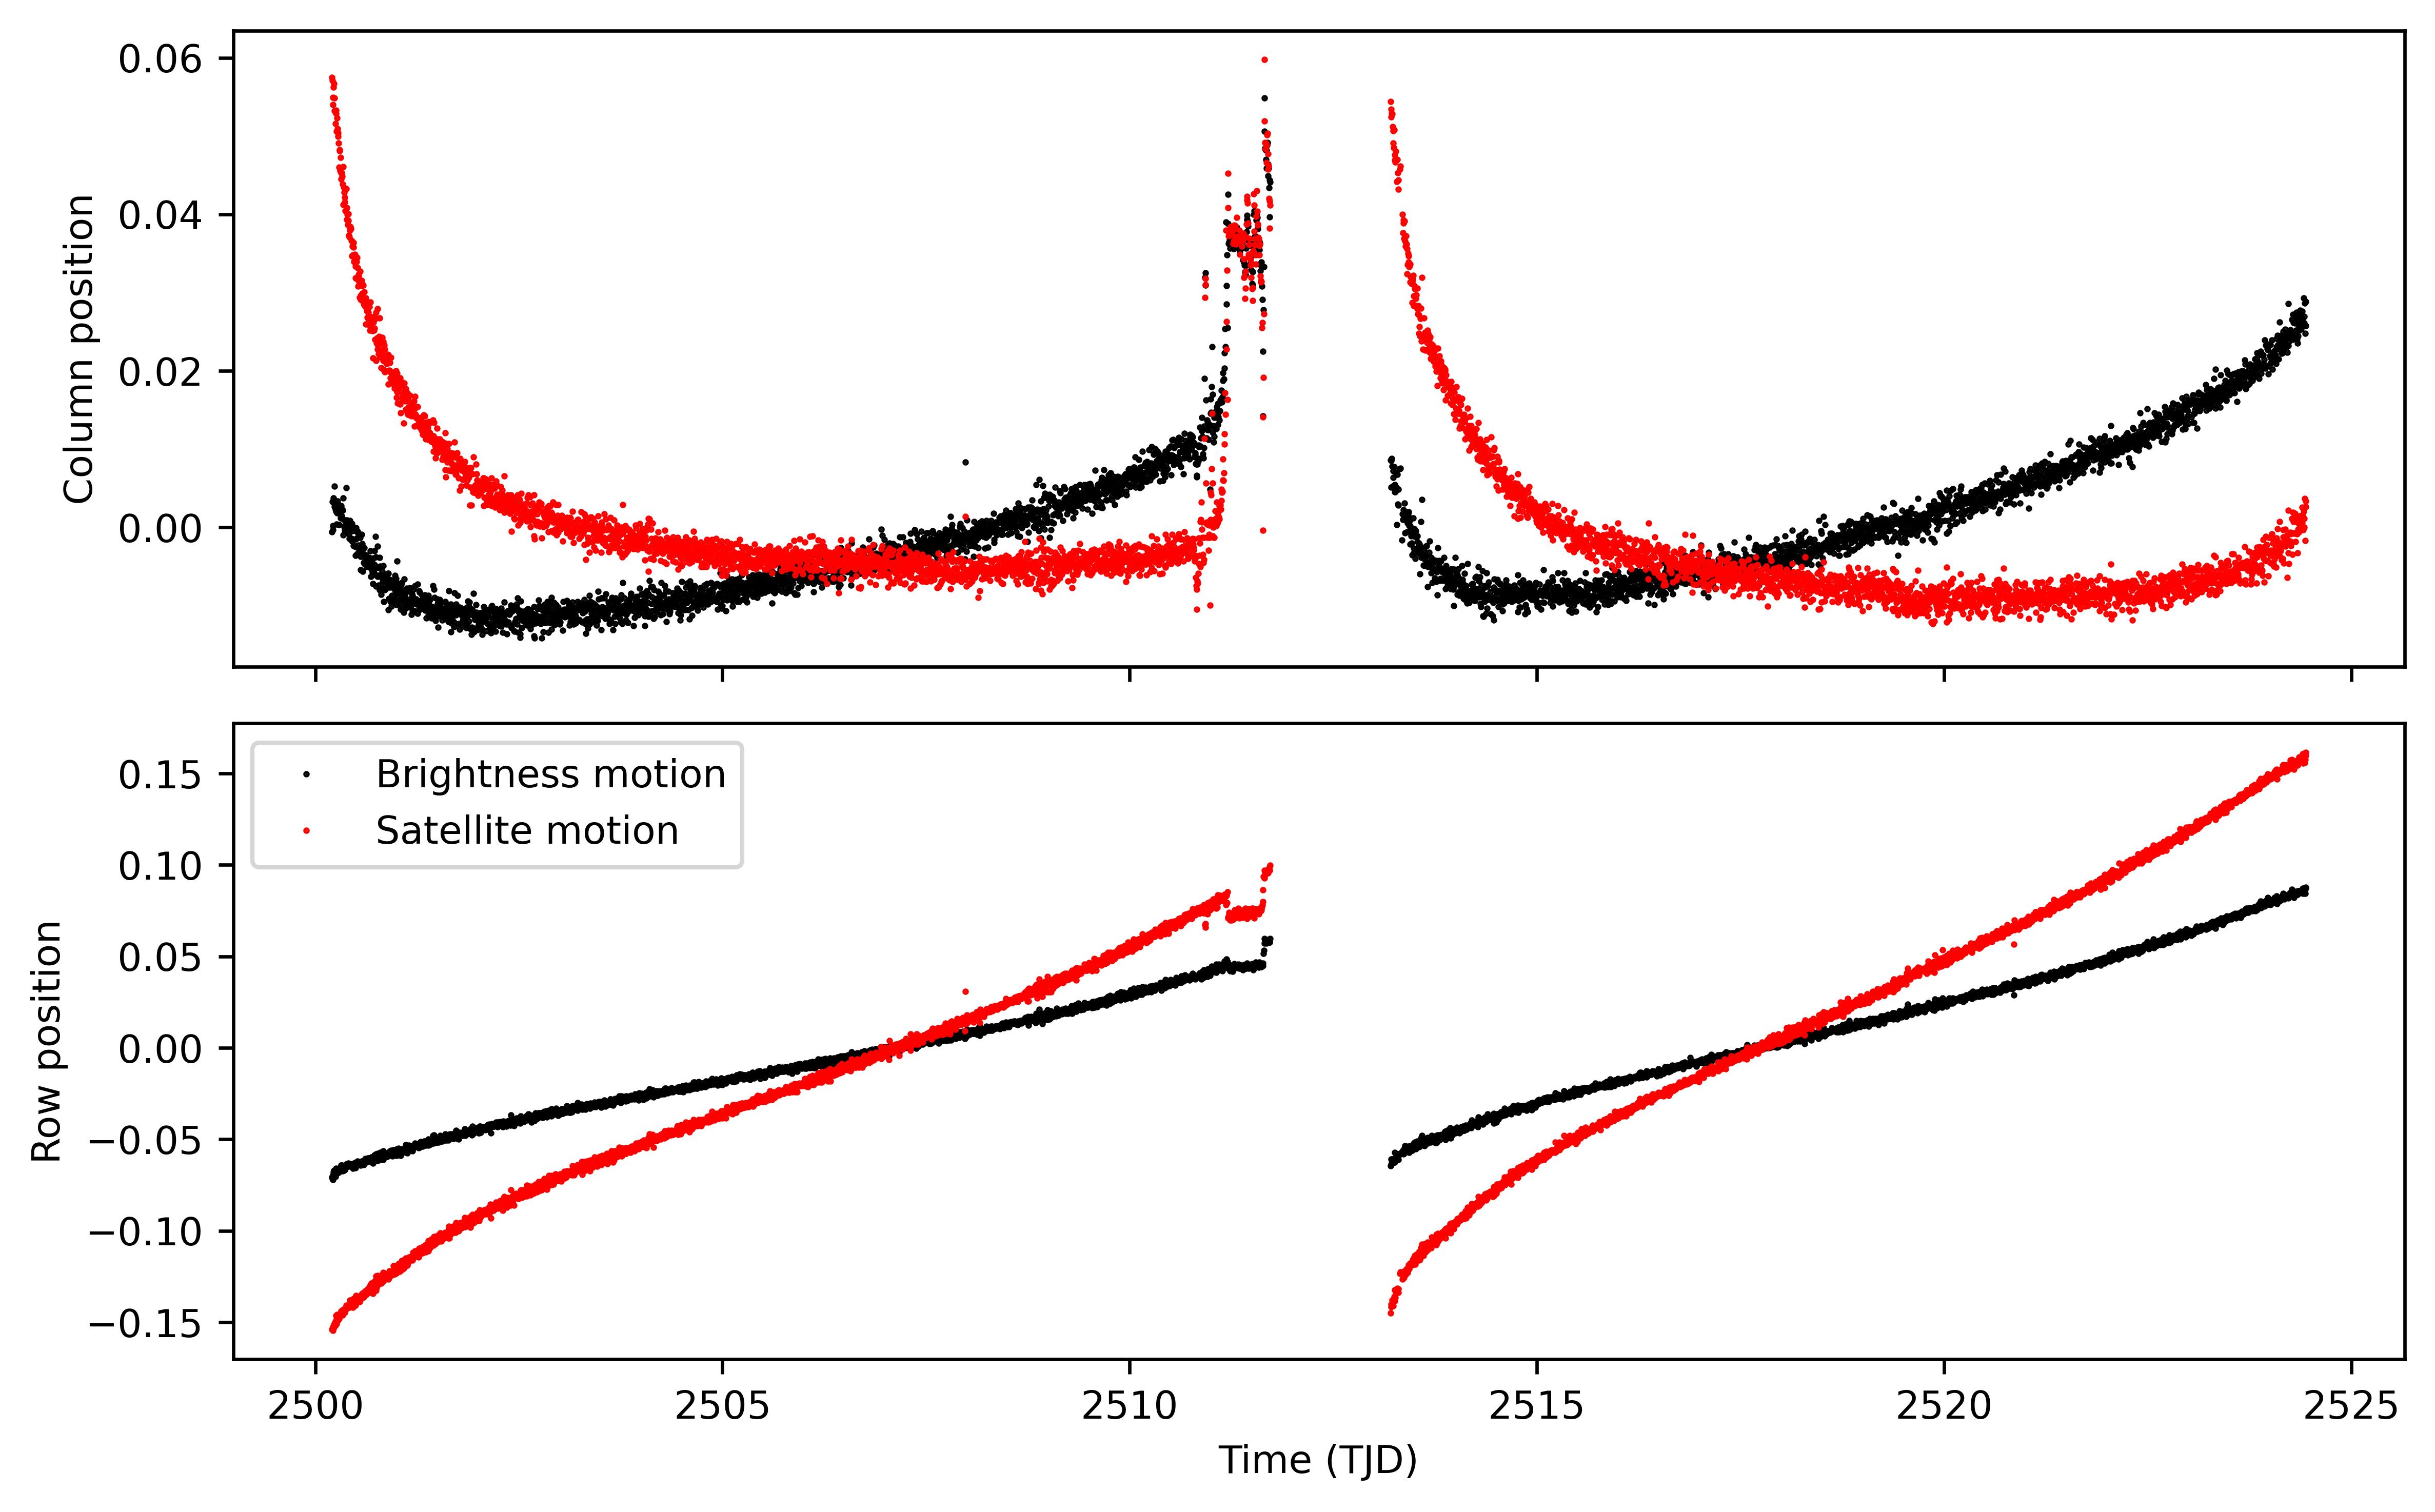 0.06
0.04
0.02
0.00
Column position
Brightness motion
Satellite motion
0.15
0.10
0.05
0.00
−0.05
−0.10
−0.15
Row position
2500 2505 2510 2515 2520 2525
Time (TJD)